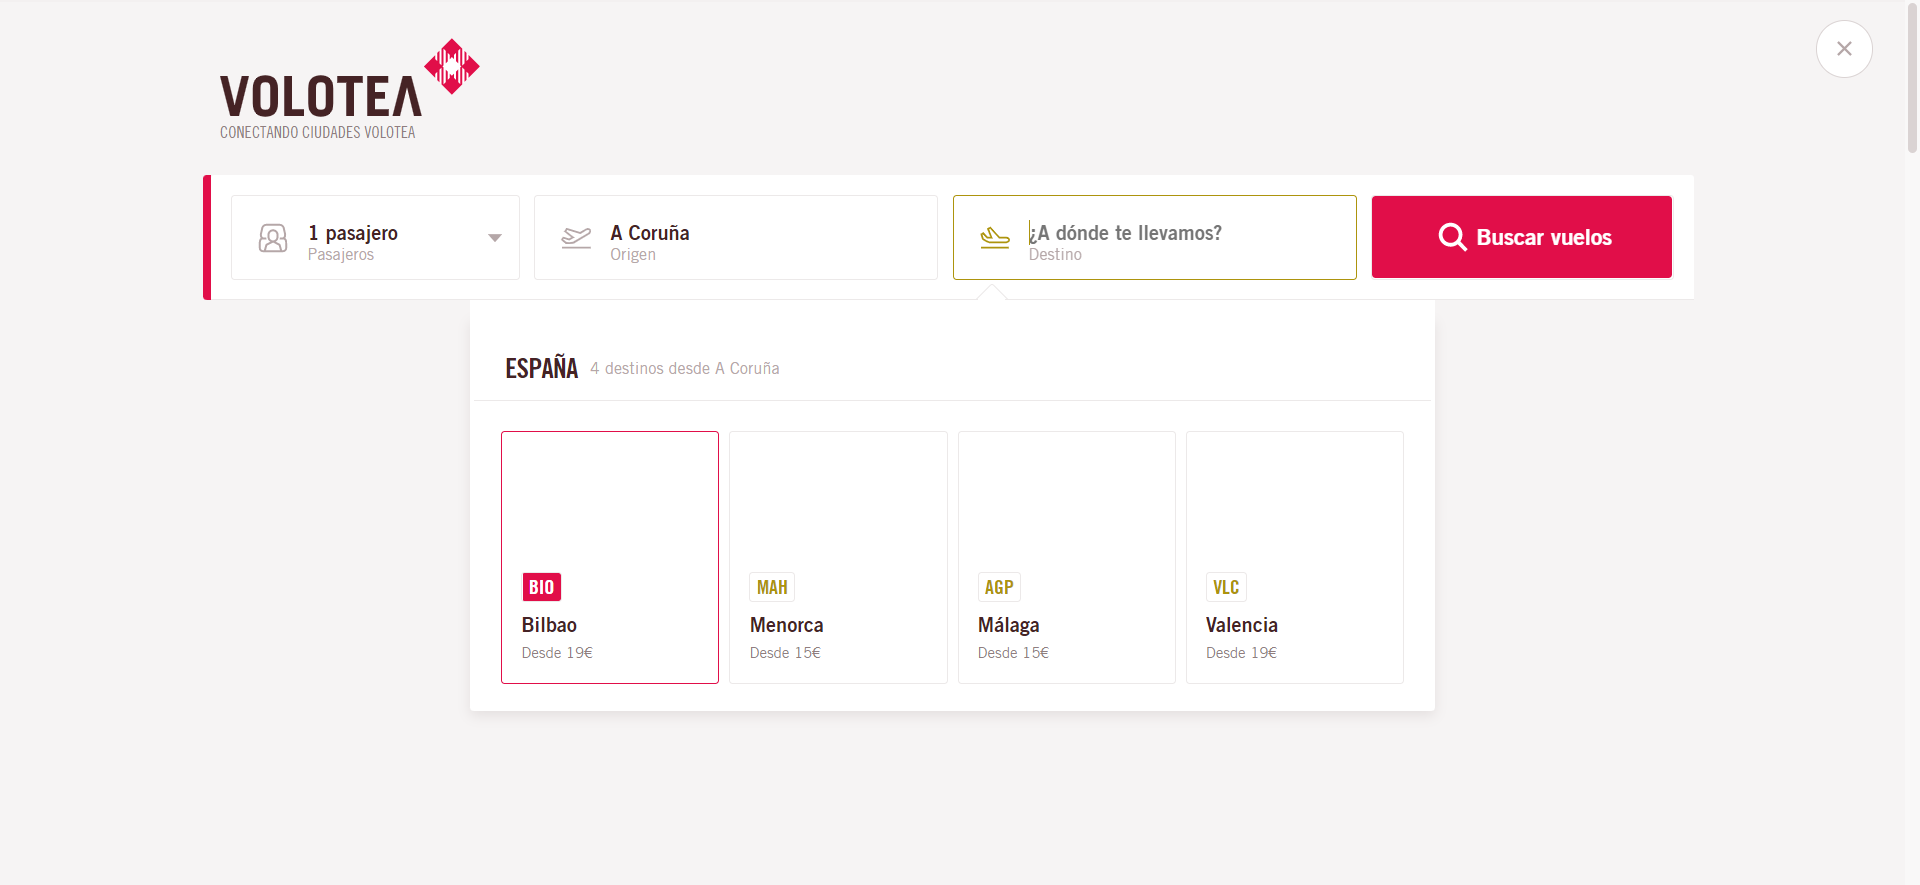 VOLOTEA
CONECTANDO CIUDADES VOLOTEA
1 pasajero
Pasajeros
A Coruña
Origen
¿A dónde te llevamos?
Destino
Buscar vuelos
ESPAÑA 4 destinos desde A Coruña
BIO
Bilbao
Desde 19€
MAH
Menorca
Desde 15€
AGP
Málaga
Desde 15€
VLC
Valencia
Desde 19€